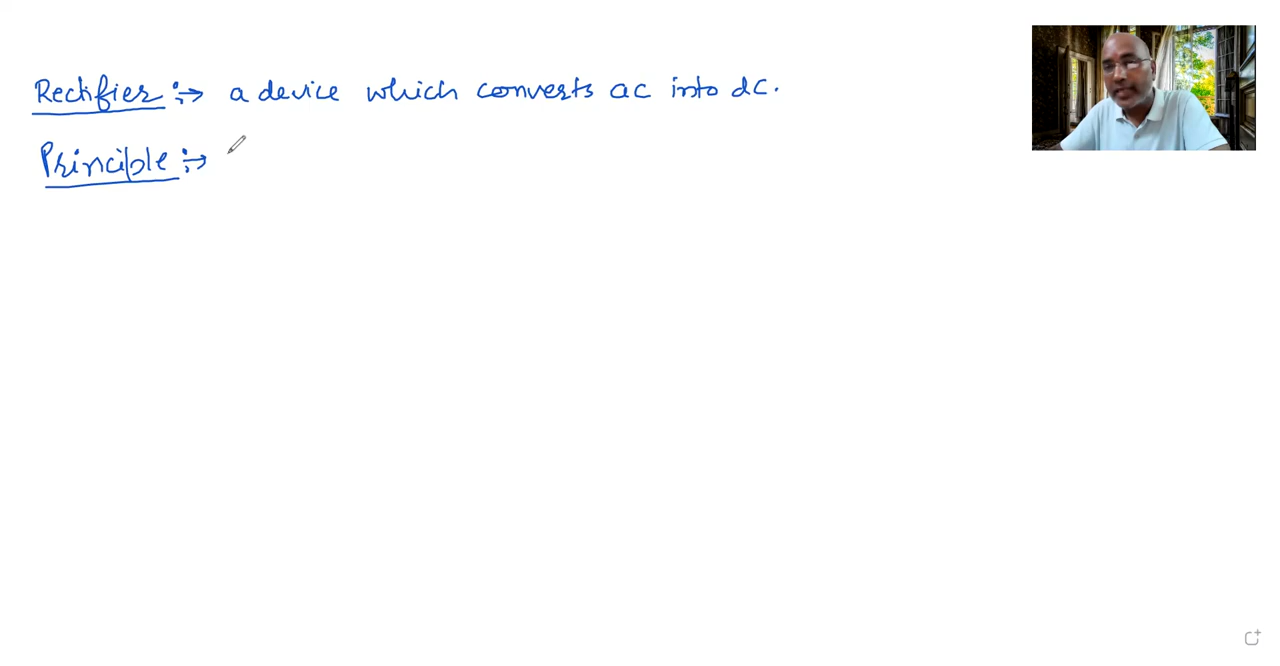 Rectifier :→ a device which converts ac into dc.
Principle :→